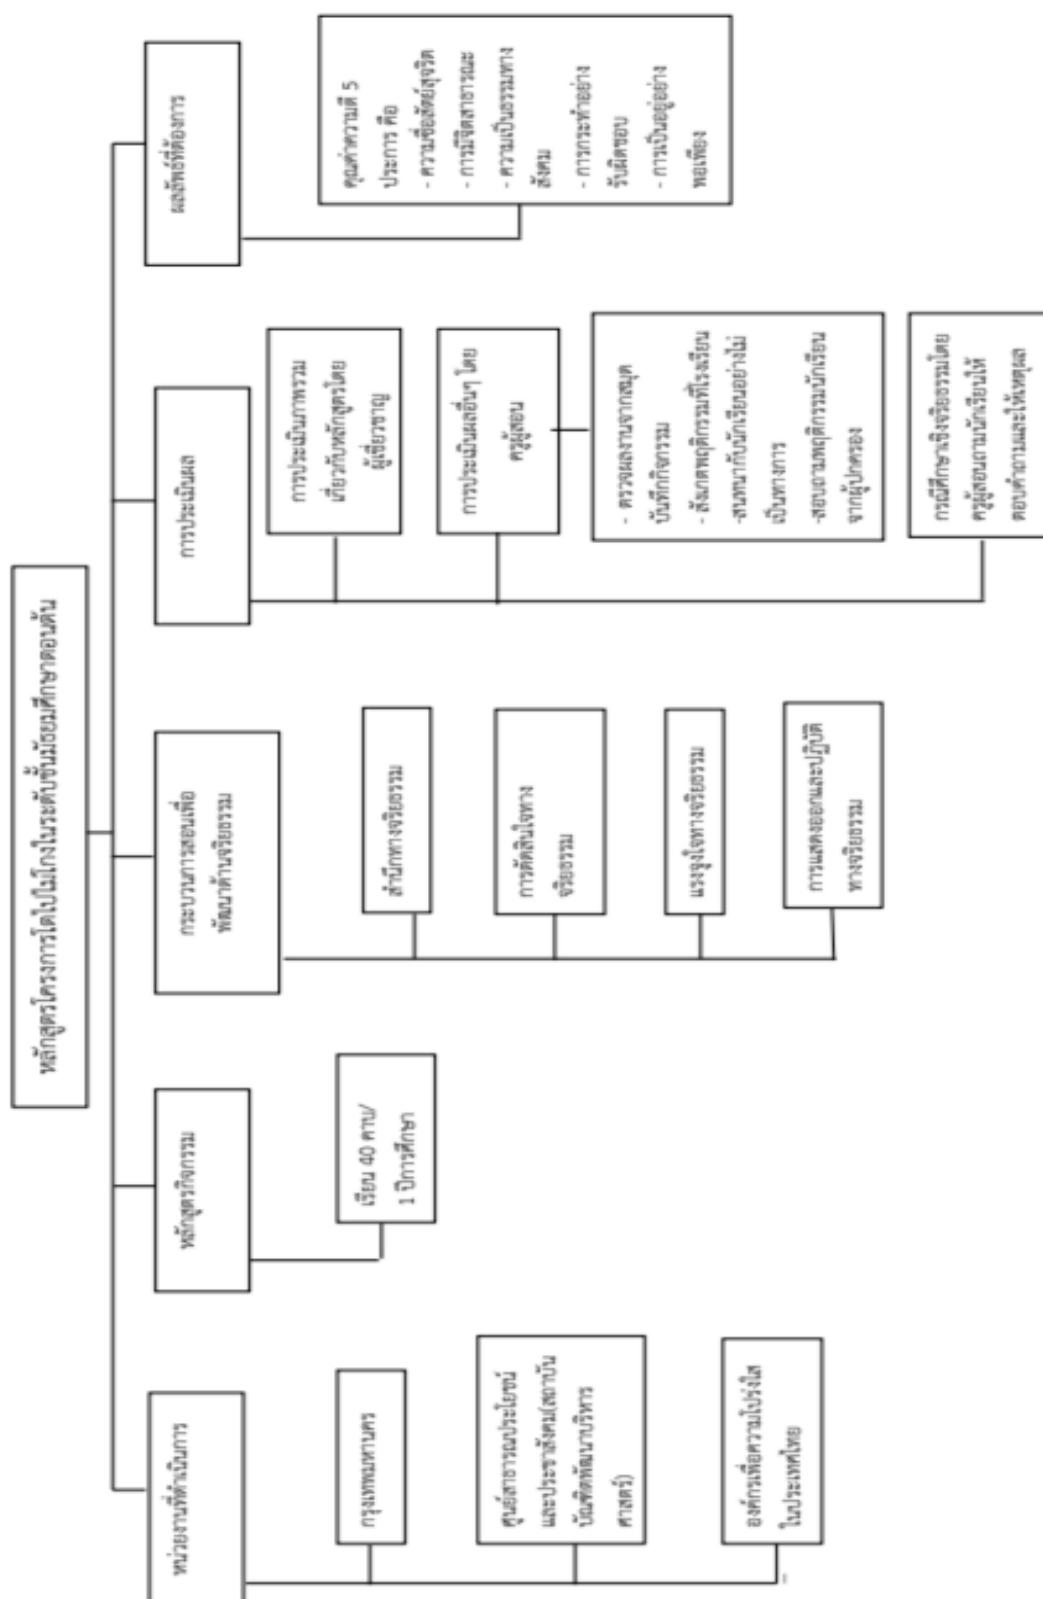 หลักสูตรโครงการโตไปไม่โกงในระดับชั้นมัธยมศึกษาตอนต้น
หน่วยงานที่ดำเนินการ
กรุงเทพมหานคร
ศูนย์สาธารณประโยชน์
และประชาสังคม(สถาบัน
บัณฑิตพัฒนบริหาร
ศาสตร์)
องค์การเพื่อความโปร่งใส
ในประเทศไทย
หลักสูตรกิจกรรม
เรียน 40 คาบ/
1 ปีการศึกษา
กระบวนการสอนเพื่อ
พัฒนาด้านจริยธรรม
สำนึกทางจริยธรรม
การตัดสินใจทาง
จริยธรรม
แรงจูงใจทางจริยธรรม
การแสดงออกและปฏิบัติ
ทางจริยธรรม
การประเมินผล
การประเมินภาพรวม
เกี่ยวกับหลักสูตรโดย
ผู้เชี่ยวชาญ
การประเมินผลอื่นๆ โดย
ครูผู้สอน
- ตรวจผลงานจากสมุด
บันทึกกิจกรรม
-สังเกตพฤติกรรมที่โรงเรียน
-สนทนากับนักเรียนอย่างไม่
เป็นทางการ
-สอบถามพฤติกรรมนักเรียน
จากผู้ปกครอง
กรณีศึกษาเชิงจริยธรรมโดย
ครูผู้สอนถามนักเรียนให้
ตอบคำถามและให้เหตุผล
ผลลัพธ์ที่ต้องการ
คุณค่าความดี 5
ประการ คือ
- ความซื่อสัตย์สุจริต
- การมีจิตสาธารณะ
- ความเป็นธรรมทาง
สังคม
- การกระทำอย่าง
รับผิดชอบ
- การเป็นอยู่อย่าง
พอเพียง